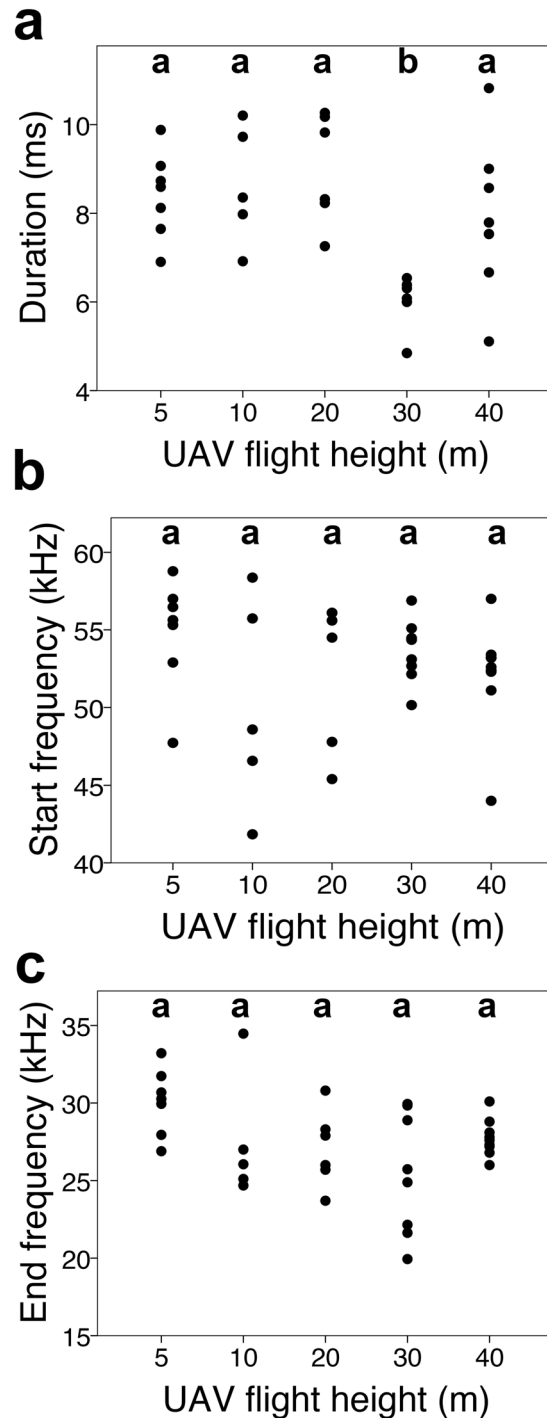 a
a a a b a
Duration (ms)
10
8
6
4
5 10 20 30 40
UAV flight height (m)
b
a a a a a
Start frequency (kHz)
60
55
50
45
40
5 10 20 30 40
UAV flight height (m)
c
a a a a a
End frequency (kHz)
35
30
25
20
15
5 10 20 30 40
UAV flight height (m)